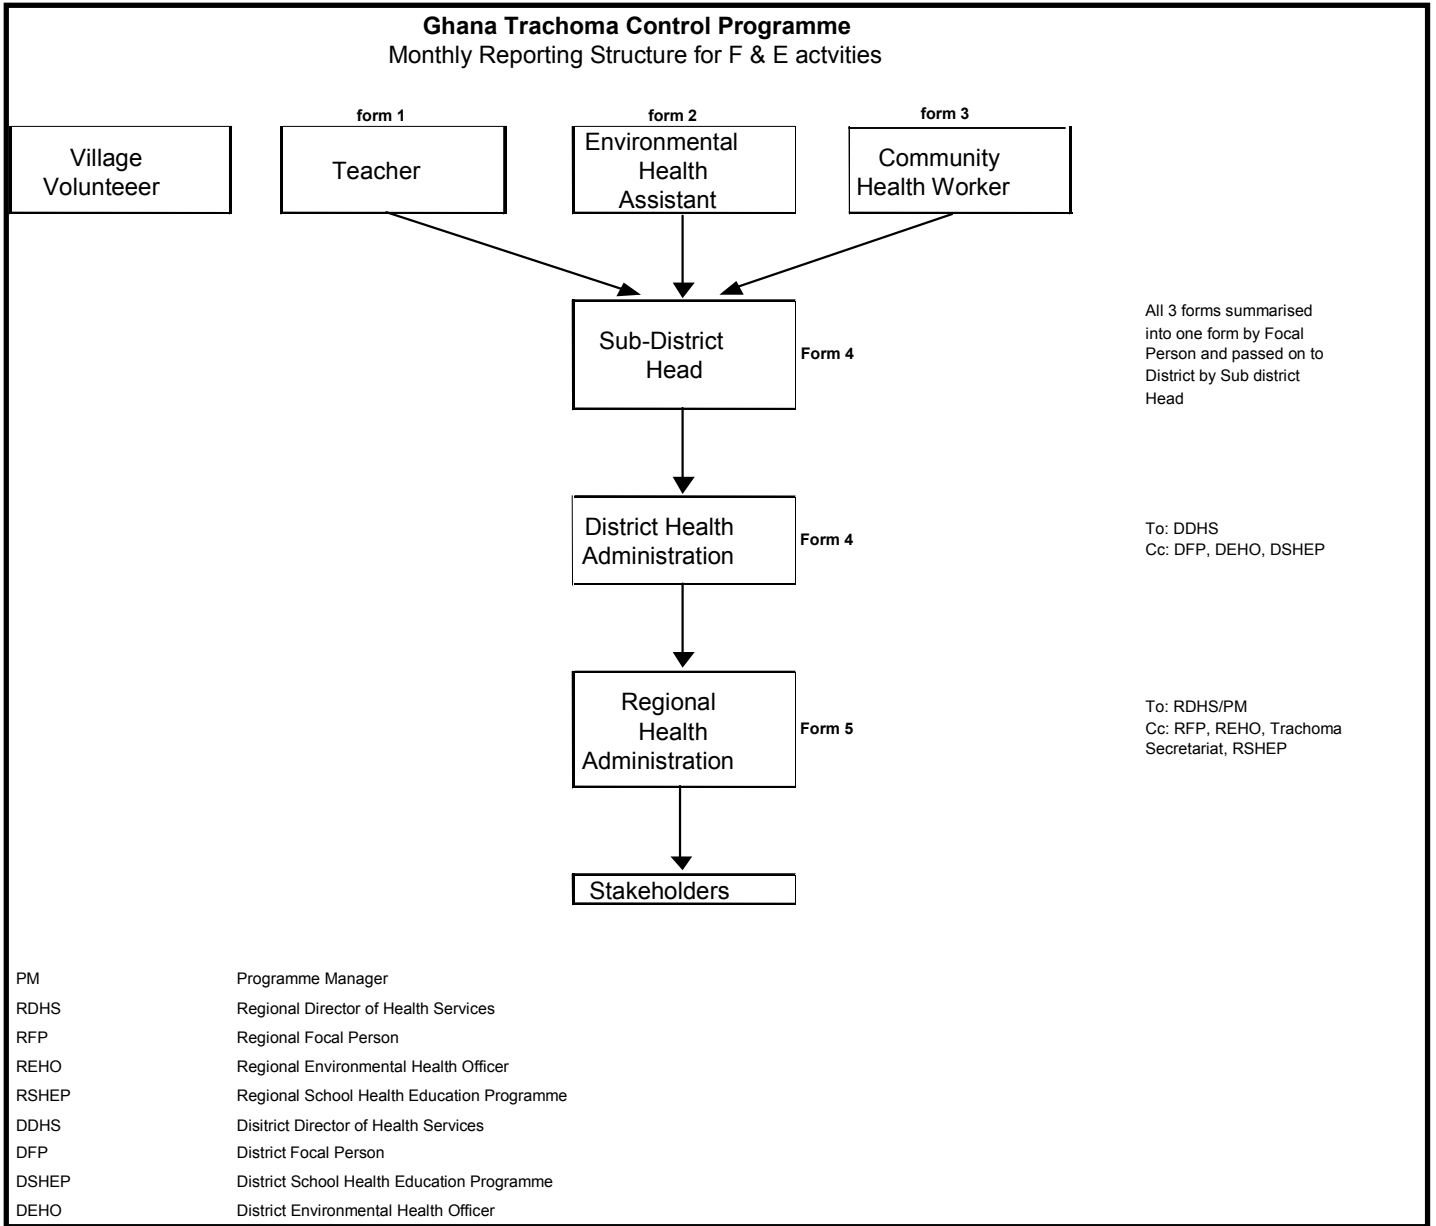 Ghana Trachoma Control Programme
Monthly Reporting Structure for F & E actvities
form 1
form 2
form 3
Village
Volunteeer
Teacher
Environmental
Health
Assistant
Community
Health Worker
Sub-District
Head
Form 4
All 3 forms summarised
into one form by Focal
Person and passed on to
District by Sub district
Head
District Health
Administration
Form 4
To: DDHS
Cc: DFP, DEHO, DSHEP
Regional
Health
Administration
Form 5
To: RDHS/PM
Cc: RFP, REHO, Trachoma
Secretariat, RSHEP
Stakeholders
PM Programme Manager
RDHS Regional Director of Health Services
RFP Regional Focal Person
REHO Regional Environmental Health Officer
RSHEP Regional School Health Education Programme
DDHS Disitrict Director of Health Services
DFP District Focal Person
DSHEP District School Health Education Programme
DEHO District Environmental Health Officer